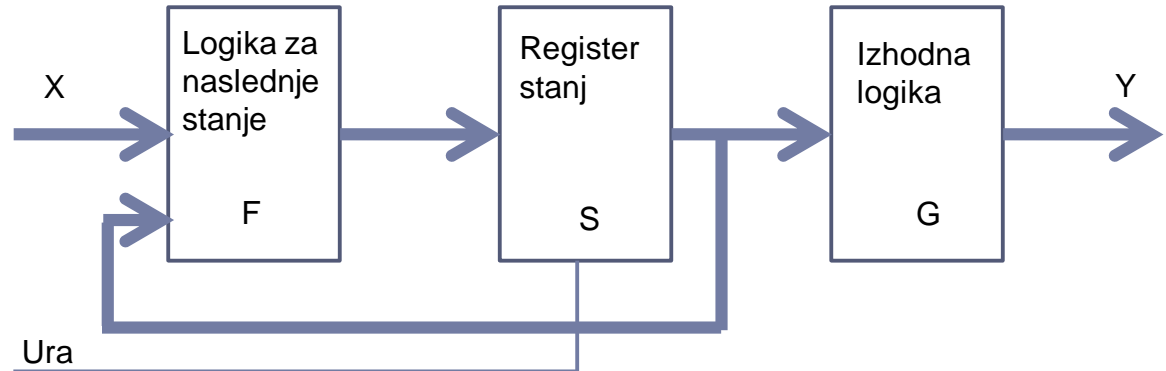 X
Logika za
naslednje
stanje
F
Register
stanj
S
Izhodna
logika
G
Y
Ura